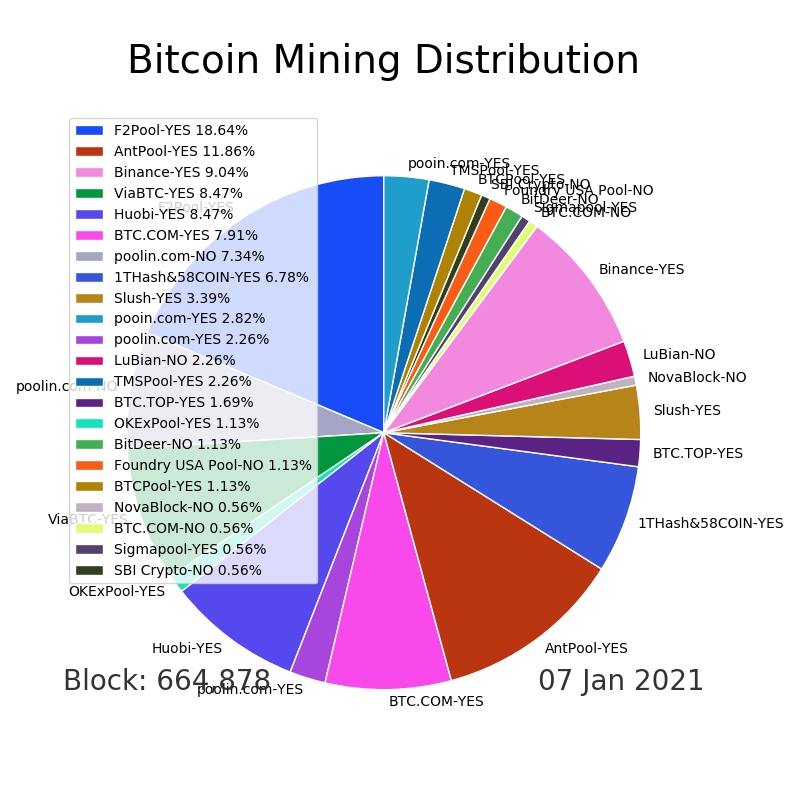 Bitcoin Mining Distribution
F2Pool-YES 18.64%
AntPool-YES 11.86%
Binance-YES 9.04%
ViaBTC-YES 8.47%
Huobi-YES 8.47%
BTC.COM-YES 7.91%
poolin.com-NO 7.34%
1THash&58COIN-YES 6.78%
Slush-YES 3.39%
pooin.com-YES 2.82%
poolin.com-YES 2.26%
LuBian-NO 2.26%
TMSPool-YES 2.26%
BTC.TOP-YES 1.69%
OKExPool-YES 1.13%
BitDeer-NO 1.13%
Foundry USA Pool-NO 1.13%
BTCPool-YES 1.13%
NovaBlock-NO 0.56%
BTC.COM-NO 0.56%
Sigmapool-YES 0.56%
SBI Crypto-NO 0.56%
pooin.com-YES
TMSPool-YES
BTCPool-YES
SBI Crypto-NO
Foundry USA Pool-NO
BitDeer-NO
Sigmapool-YES
BTC.COM-NO
Binance-YES
LuBian-NO
NovaBlock-NO
Slush-YES
BTC.TOP-YES
1THash&58COIN-YES
AntPool-YES
BTC.COM-YES
poolin.com-YES
Huobi-YES
OKExPool-YES
ViaBTC-YES
poolin.com-NO
F2Pool-YES
Block: 664,878
07 Jan 2021